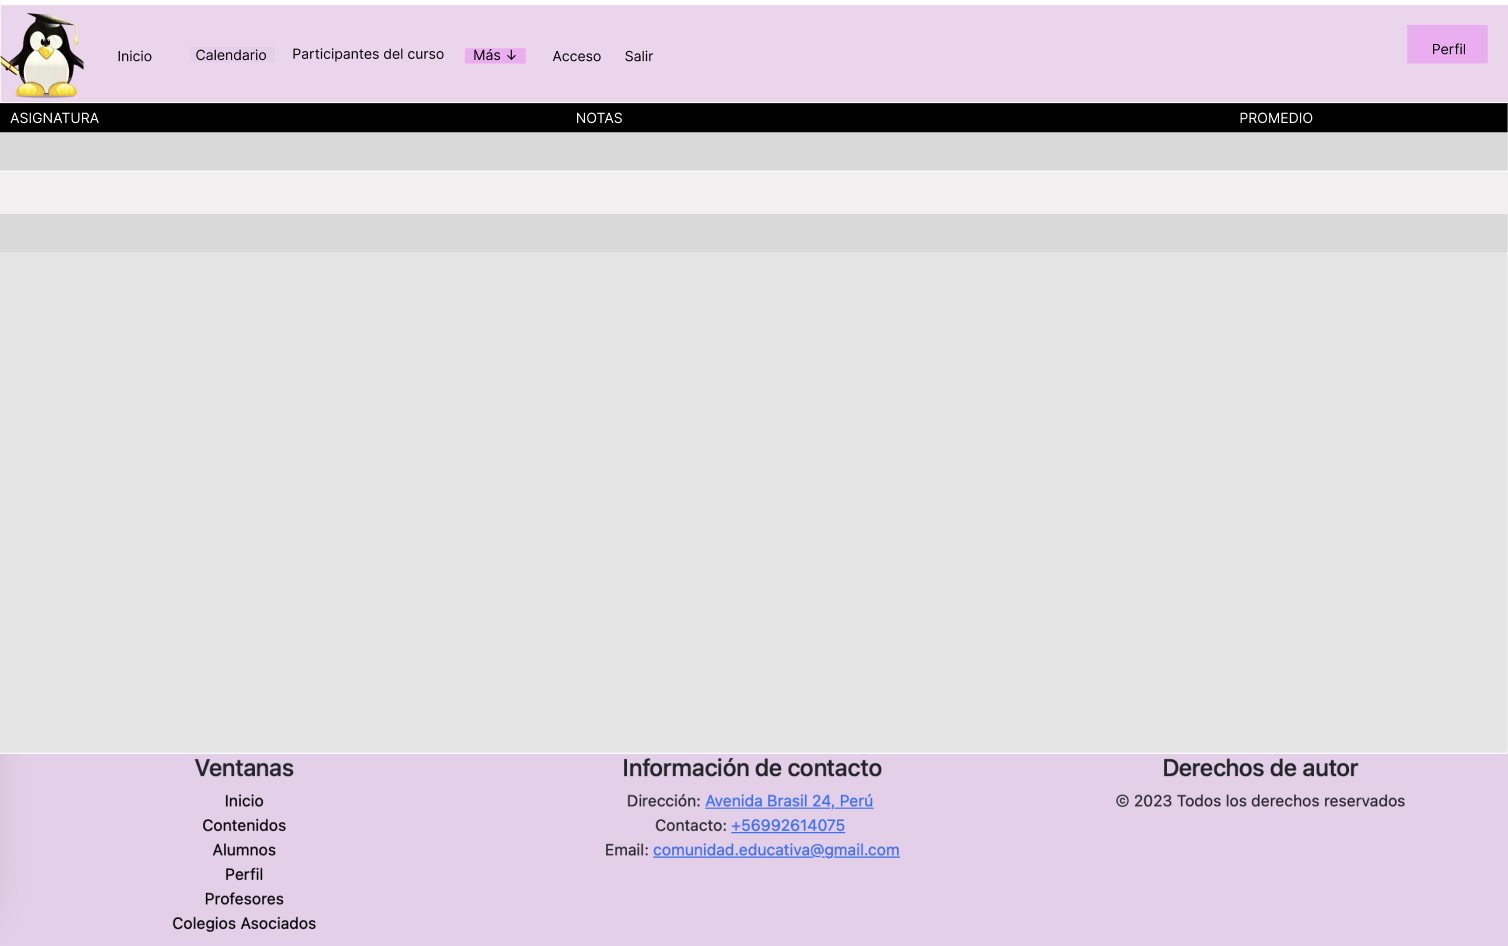 Inicio Calendario Participantes del curso Más ↓ Acceso Salir Perfil
ASIGNATURA NOTAS PROMEDIO
Ventanas
Inicio
Contenidos
Alumnos
Perfil
Profesores
Colegios Asociados
Información de contacto
Dirección: Avenida Brasil 24, Perú
Contacto: +56992614075
Email: comunidad.educativa@gmail.com
Derechos de autor
© 2023 Todos los derechos reservados